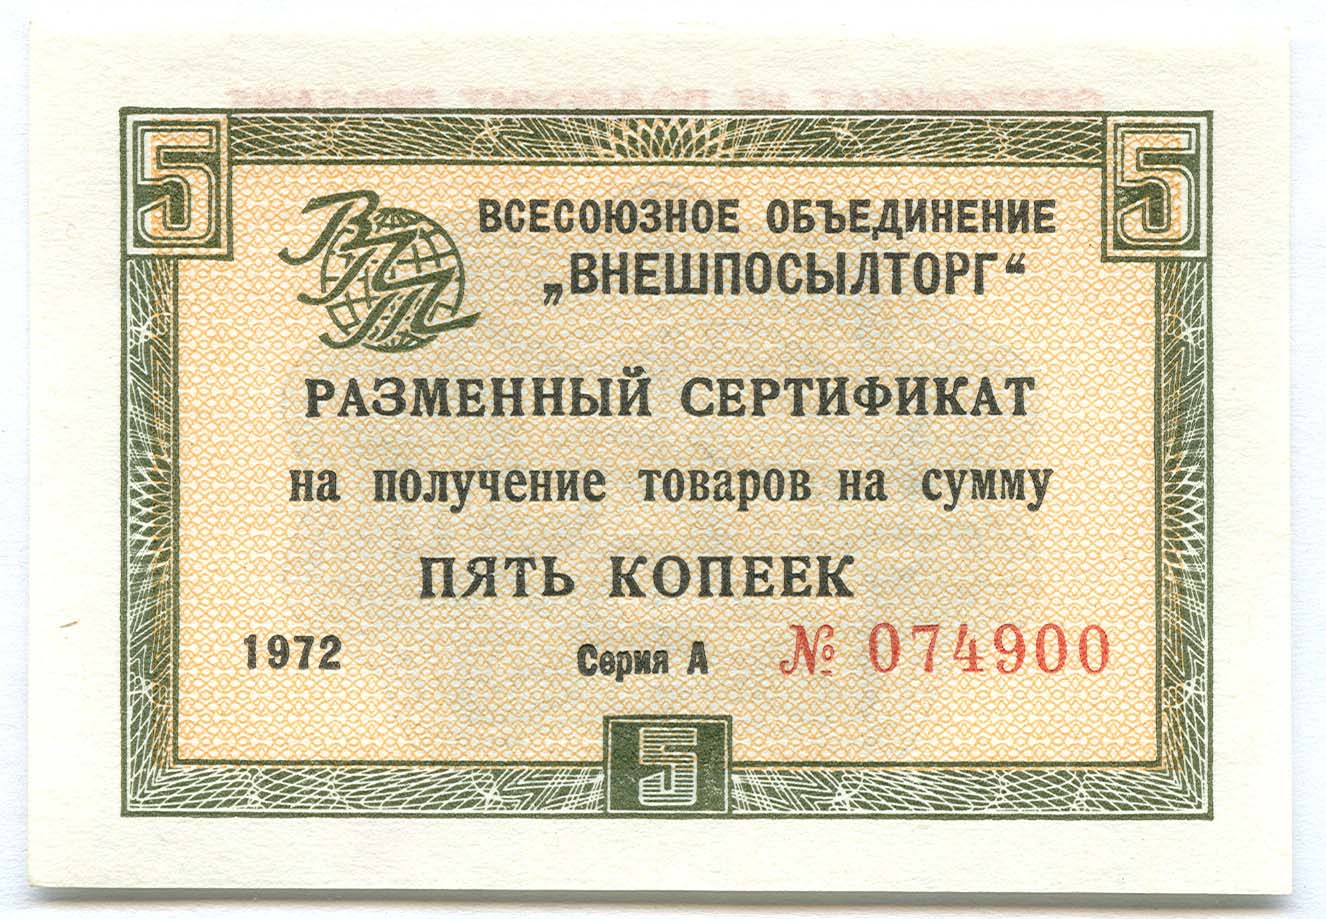 5 5
ВПТ
ВСЕСОЮЗНОЕ ОБЪЕДИНЕНИЕ
„ВНЕШПОСЫЛТОРГ“
РАЗМЕННЫЙ СЕРТИФИКАТ
на получение товаров на сумму
ПЯТЬ КОПЕЕК
1972 Серия А № 074900
5